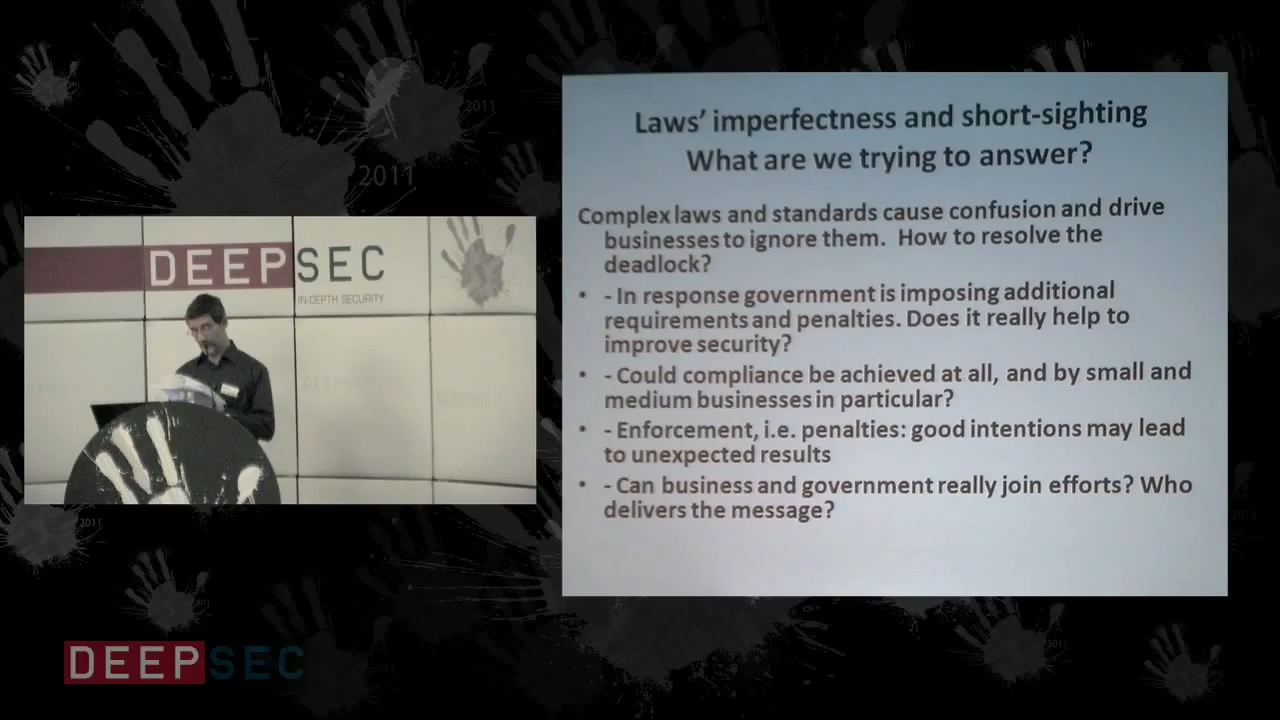 2011
2011
DEEPSEC
IN-DEPTH SECURITY
DEEPSEC
2011
2011
DEEPSEC
Laws' imperfectness and short-sighting
What are we trying to answer?
Complex laws and standards cause confusion and drive
businesses to ignore them. How to resolve the
deadlock?
• - In response government is imposing additional
requirements and penalties. Does it really help to
improve security?
• - Could compliance be achieved at all, and by small and
medium businesses in particular?
• - Enforcement, i.e. penalties: good intentions may lead
to unexpected results
• - Can business and government really join efforts? Who
delivers the message?